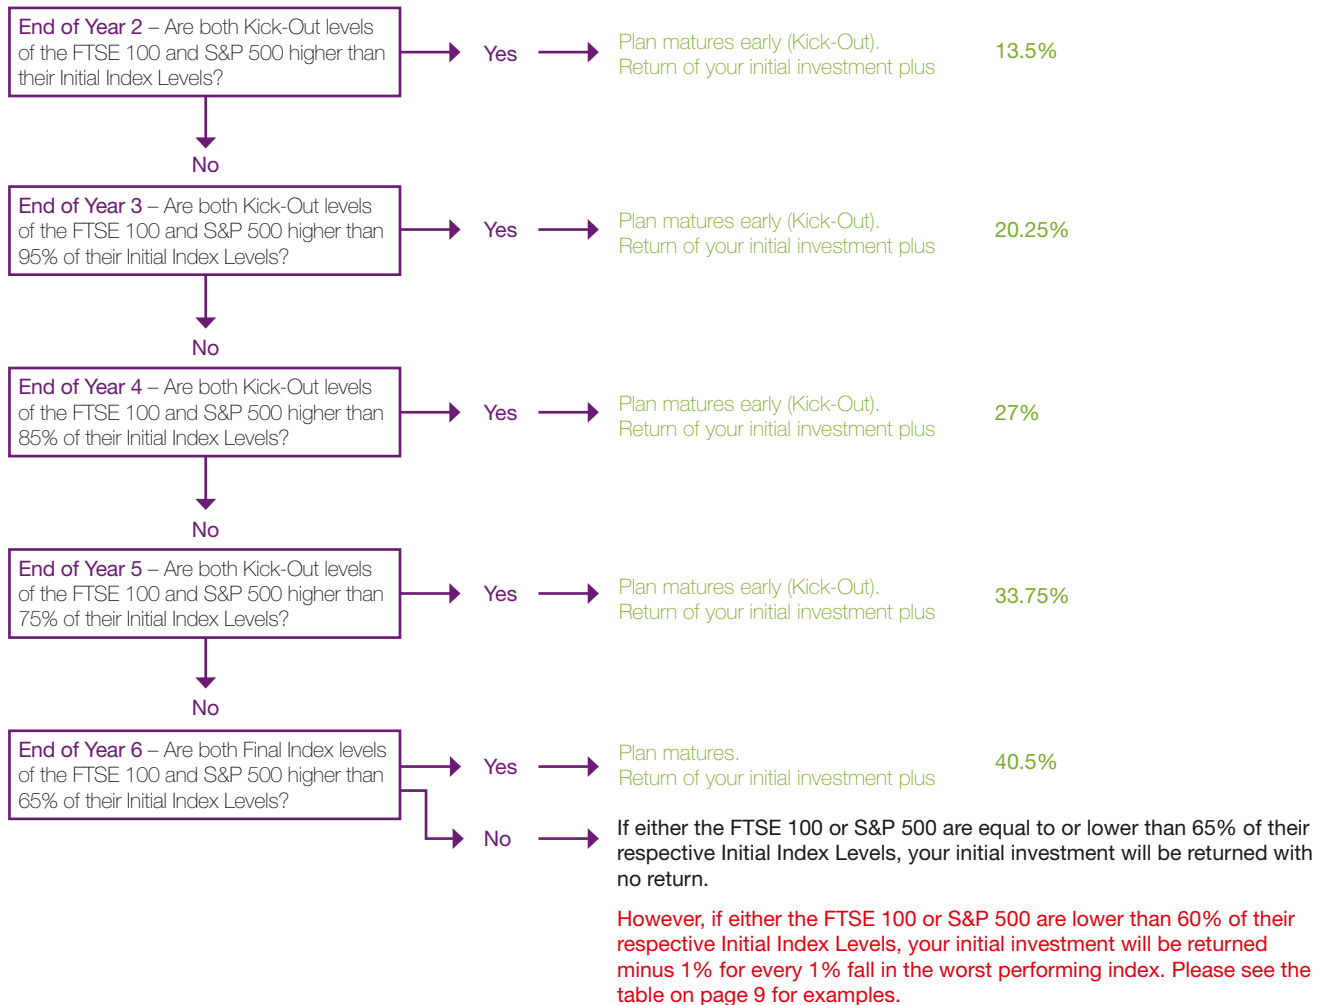 End of Year 2 – Are both Kick-Out levels
of the FTSE 100 and S&P 500 higher than
their Initial Index Levels?
Yes
Plan matures early (Kick-Out).
Return of your initial investment plus
13.5%
No
End of Year 3 – Are both Kick-Out levels
of the FTSE 100 and S&P 500 higher than
95% of their Initial Index Levels?
Yes
Plan matures early (Kick-Out).
Return of your initial investment plus
20.25%
No
End of Year 4 – Are both Kick-Out levels
of the FTSE 100 and S&P 500 higher than
85% of their Initial Index Levels?
Yes
Plan matures early (Kick-Out).
Return of your initial investment plus
27%
No
End of Year 5 – Are both Kick-Out levels
of the FTSE 100 and S&P 500 higher than
75% of their Initial Index Levels?
Yes
Plan matures early (Kick-Out).
Return of your initial investment plus
33.75%
No
End of Year 6 – Are both Final Index levels
of the FTSE 100 and S&P 500 higher than
65% of their Initial Index Levels?
Yes
Plan matures.
Return of your initial investment plus
40.5%
No
If either the FTSE 100 or S&P 500 are equal to or lower than 65% of their
respective Initial Index Levels, your initial investment will be returned with
no return.
However, if either the FTSE 100 or S&P 500 are lower than 60% of their
respective Initial Index Levels, your initial investment will be returned
minus 1% for every 1% fall in the worst performing index. Please see the
table on page 9 for examples.